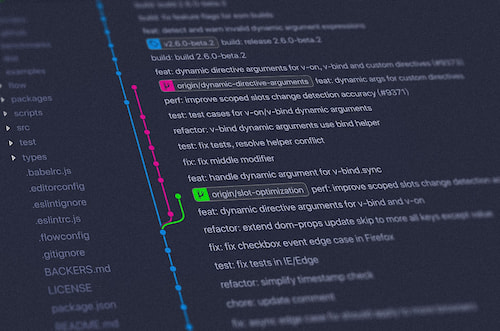 build: build 2.6.0-beta.2
build: fix feature flags for esm builds
feat: detect and warn invalid dynamic argument expressions
v2.6.0-beta.2 build: release 2.6.0-beta.2
build: build 2.6.0-beta.2
feat: dynamic directive arguments for v-on, v-bind and custom directives (#9373)
origin/dynamic-directive-arguments feat: dynamic args for custom directives
perf: improve scoped slots change detection accuracy (#9371)
test: test cases for v-on/v-bind dynamic arguments
refactor: v-bind dynamic arguments use bind helper
test: fix tests, resolve helper conflict
fix: fix middle modifier
feat: handle dynamic argument for v-bind.sync
origin/slot-optimization perf: improve scoped slots change detection
feat: dynamic directive arguments for v-bind and v-on
refactor: extend dom-props update skip to more all keys except value
fix: fix checkbox event edge case in Firefox
test: fix tests in IE/Edge
refactor: simplify timestamp check
chore: update comment
fix: async edge case fix should apply to more browsers
examples
flow
packages
scripts
src
test
types
.babelrc.js
.editorconfig
.eslintignore
.eslintrc.js
.flowconfig
.gitignore
BACKERS.md
LICENSE
package.json
README.md